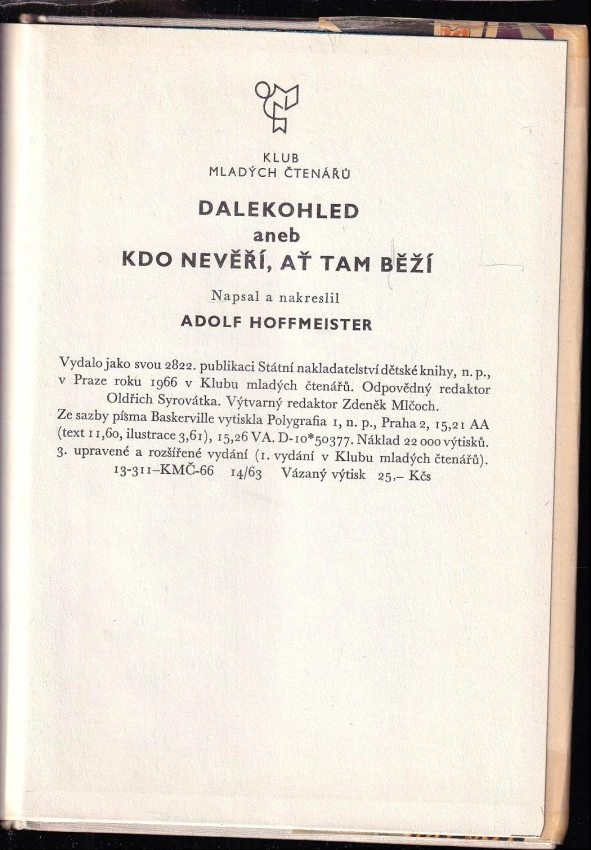 KLUB
MLADÝCH ČTENÁŘŮ
DALEKOHLED
aneb
KDO NEVĚŘÍ, AŤ TAM BĚŽÍ
Napsal a nakreslil
ADOLF HOFFMEISTER
Vydalo jako svou 2822. publikaci Státní nakladatelství dětské knihy, n. p.,
v Praze roku 1966 v Klubu mladých čtenářů. Odpovědný redaktor
Oldřich Syrovátka. Výtvarný redaktor Zdeněk Mlčoch.
Ze sazby písma Baskerville vytiskla Polygrafia 1, n. p., Praha 2, 15,21 AA
(text 11,60, ilustrace 3,61), 15,26 VA. D-10*50377. Náklad 22 000 výtisků.
3. upravené a rozšířené vydání (1. vydání v Klubu mladých čtenářů).
13-311–KMČ-66 14/63 Vázaný výtisk 25,– Kčs